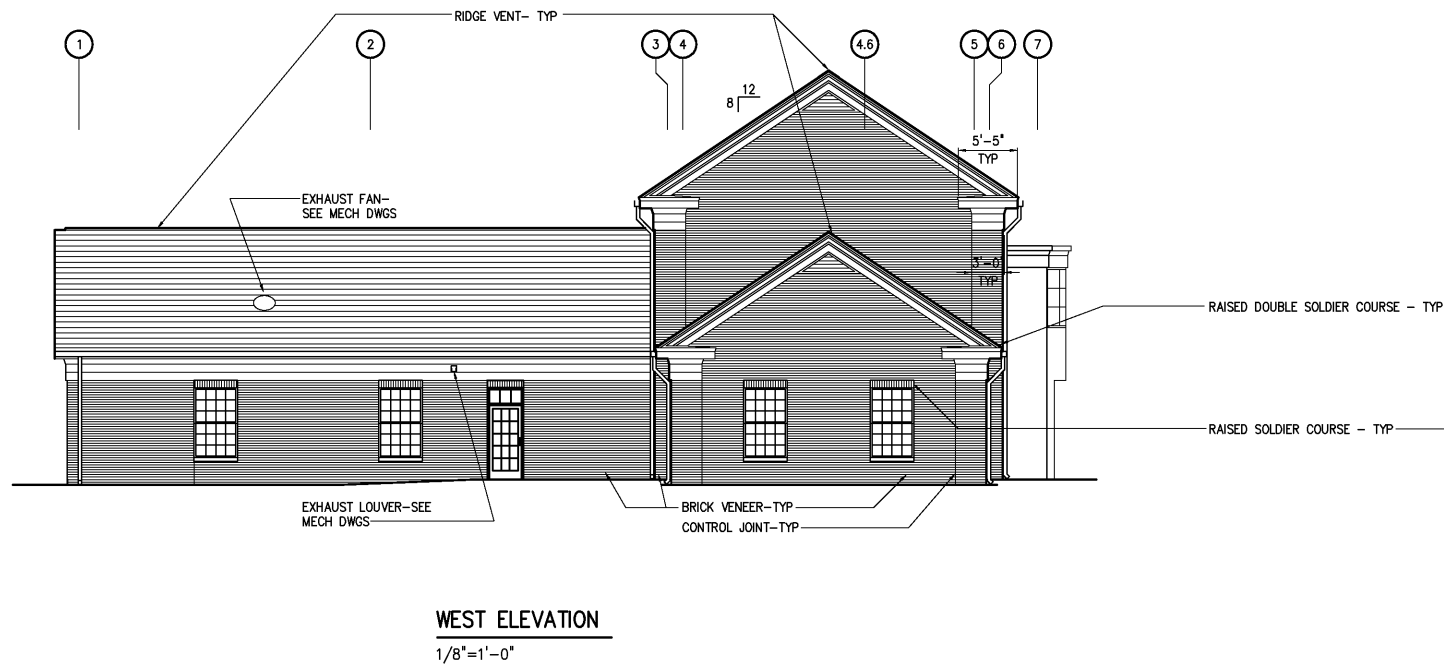 RIDGE VENT- TYP
1
2
3
4
4.6
5
6
7
12
8
5'-5"
TYP
EXHAUST FAN-
SEE MECH DWGS
3'-0"
TYP
RAISED DOUBLE SOLDIER COURSE - TYP
RAISED SOLDIER COURSE - TYP
EXHAUST LOUVER-SEE
MECH DWGS
BRICK VENEER-TYP
CONTROL JOINT-TYP
WEST ELEVATION
1/8"=1'-0"